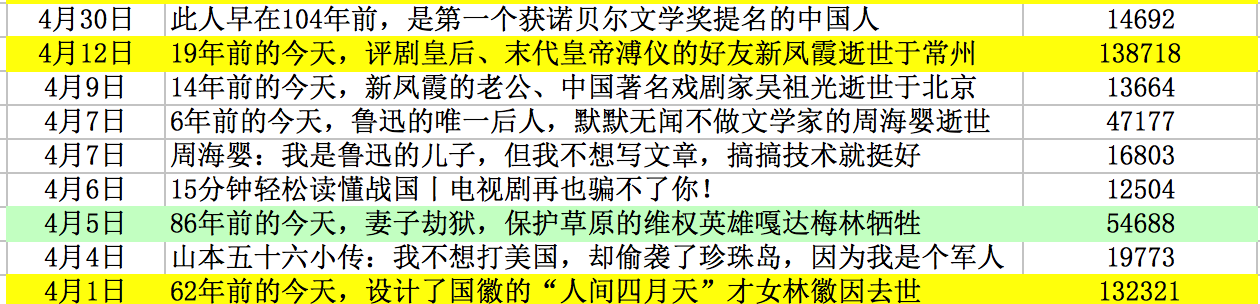 4月30日 此人早在104年前，是第一个获诺贝尔文学奖提名的中国人 14692
4月12日 19年前的今天，评剧皇后、末代皇帝溥仪的好友新凤霞逝世于常州 138718
4月9日 14年前的今天，新凤霞的老公、中国著名戏剧家吴祖光逝世于北京 13664
4月7日 6年前的今天，鲁迅的唯一后人，默默无闻不做文学家的周海婴逝世 47177
4月7日 周海婴：我是鲁迅的儿子，但我不想写文章，搞搞技术就挺好 16803
4月6日 15分钟轻松读懂战国丨电视剧再也骗不了你！ 12504
4月5日 86年前的今天，妻子劫狱，保护草原的维权英雄嘎达梅林牺牲 54688
4月4日 山本五十六小传：我不想打美国，却偷袭了珍珠岛，因为我是个军人 19773
4月1日 62年前的今天，设计了国徽的“人间四月天”才女林徽因去世 132321